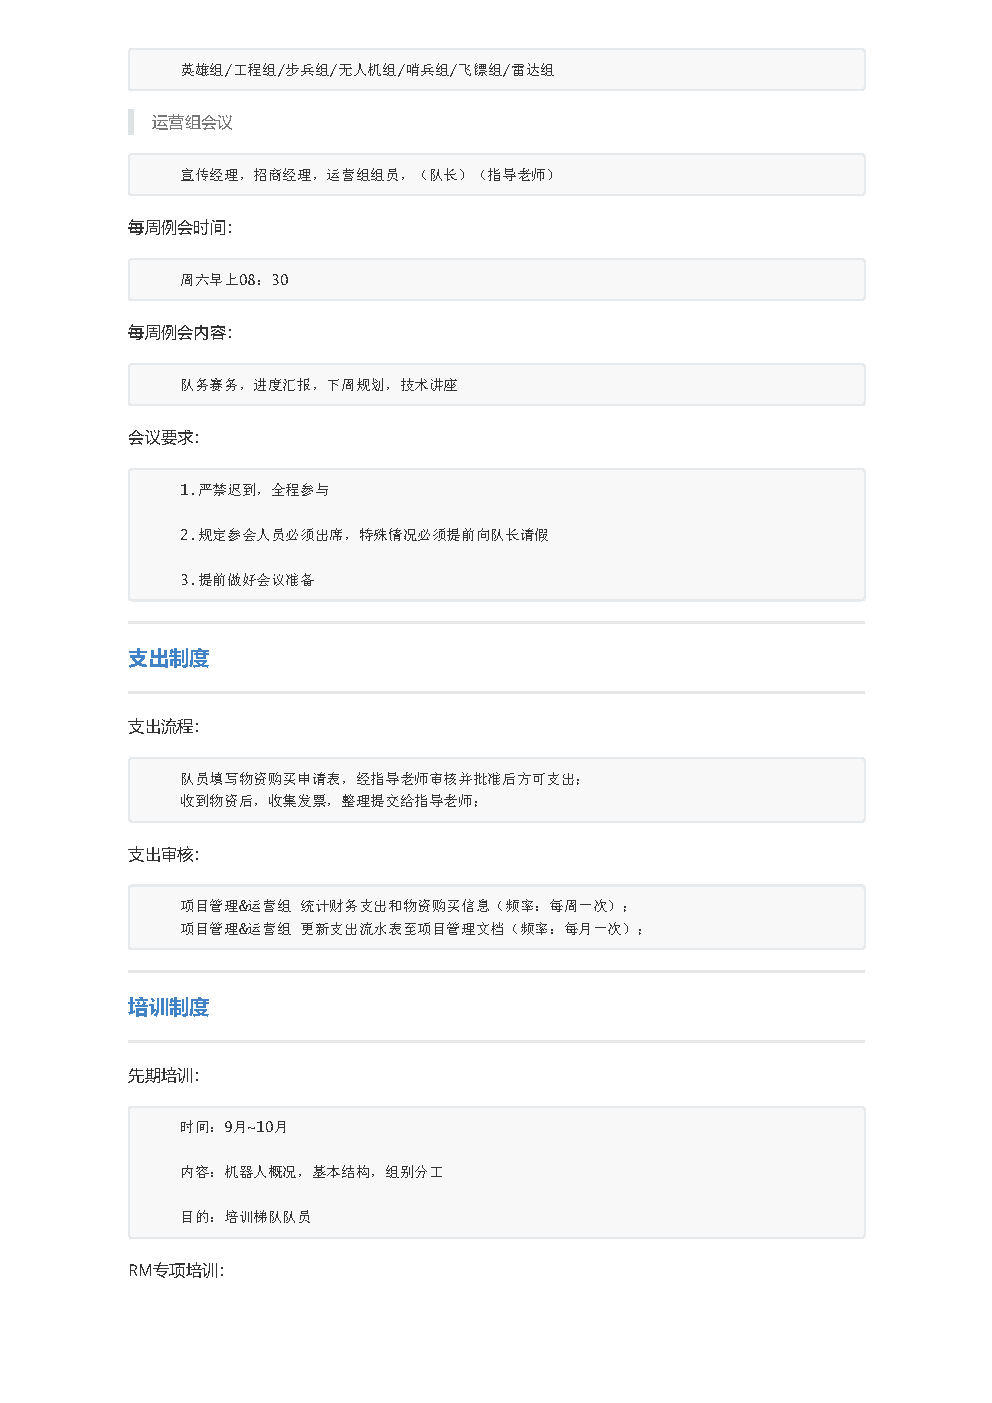 英雄组/工程组/步兵组/无人机组/哨兵组/飞镖组/雷达组
运营组会议
宣传经理，招商经理，运营组组员，（队长）（指导老师）
每周例会时间：
周六早上08：30
每周例会内容：
队务赛务，进度汇报，下周规划，技术讲座
会议要求：
1.严禁迟到，全程参与
2.规定参会人员必须出席，特殊情况必须提前向队长请假
3.提前做好会议准备
支出制度
支出流程：
队员填写物资购买申请表，经指导老师审核并批准后方可支出；
收到物资后，收集发票，整理提交给指导老师；
支出审核：
项目管理&运营组 统计财务支出和物资购买信息（频率：每周一次）；
项目管理&运营组 更新支出流水表至项目管理文档（频率：每月一次）；
培训制度
先期培训：
时间：9月~10月
内容：机器人概况，基本结构，组别分工
目的：培训梯队队员
RM专项培训：